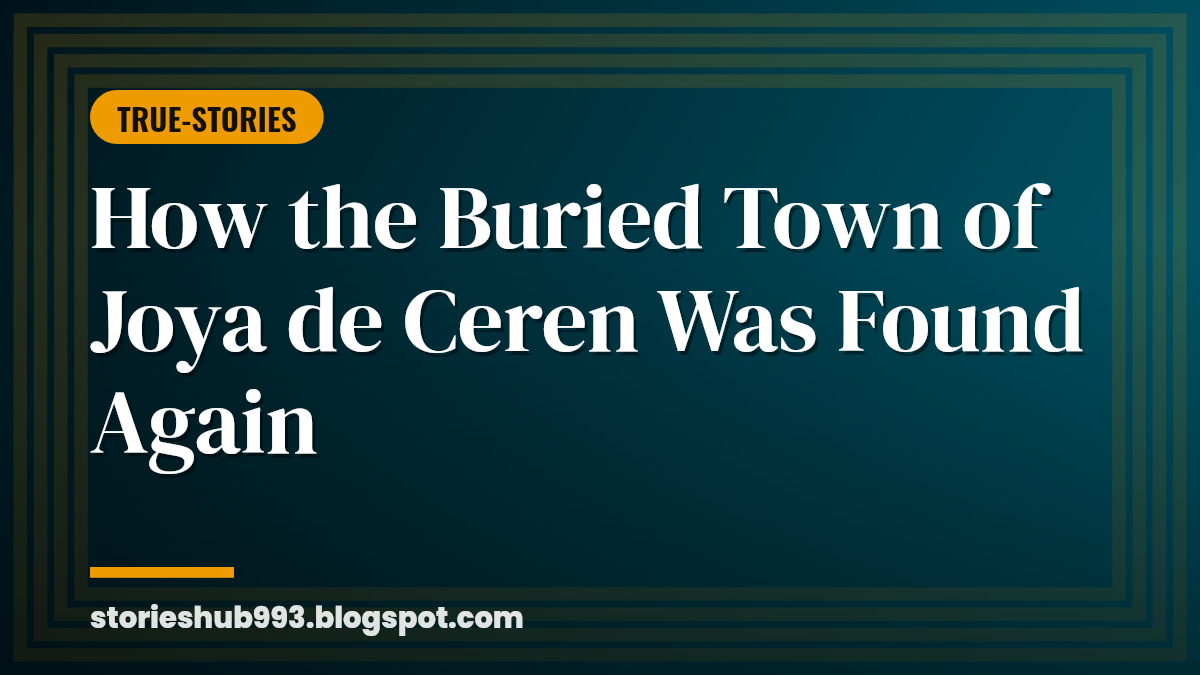 TRUE-STORIES
How the Buried Town of
Joya de Ceren Was Found
Again
storieshub993.blogspot.com